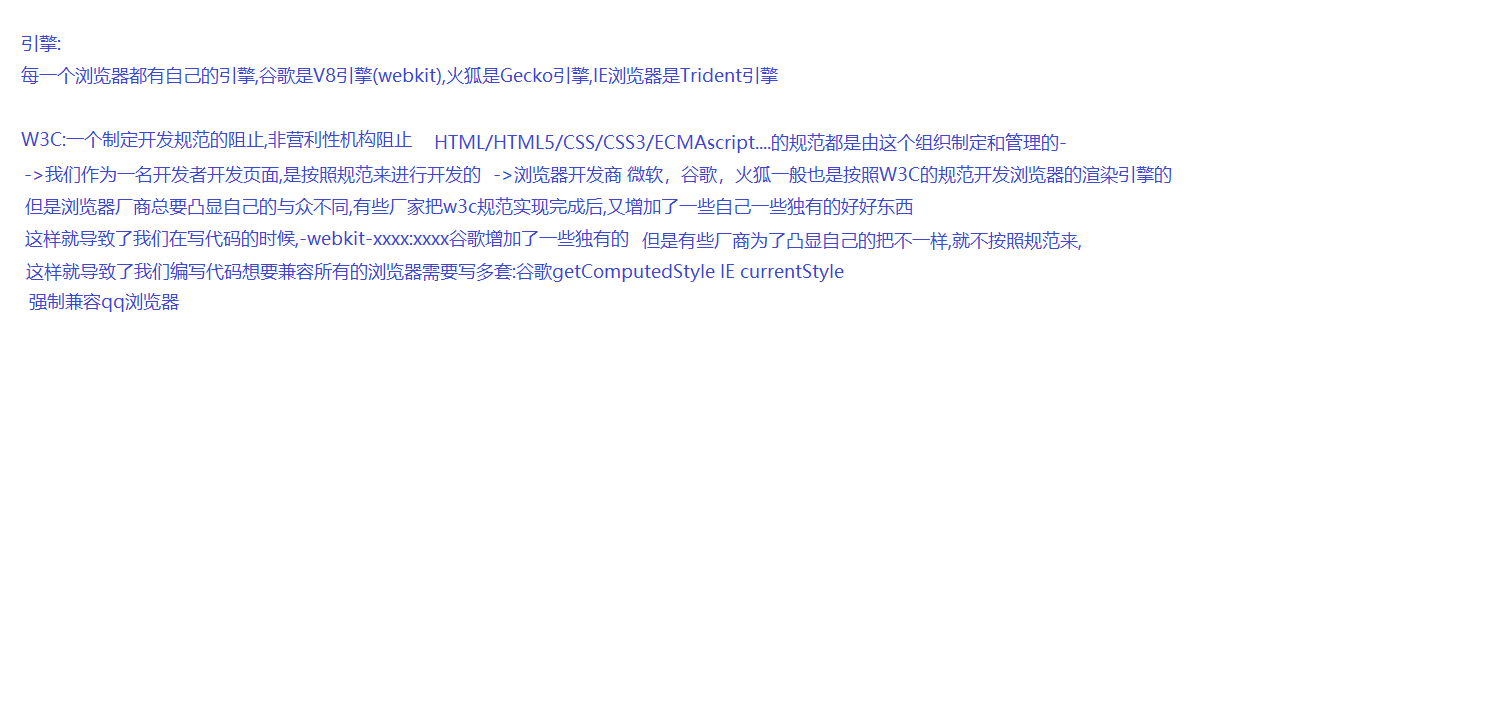 引擎:
每一个浏览器都有自己的引擎,谷歌是V8引擎(webkit),火狐是Gecko引擎,IE浏览器是Trident引擎
W3C:一个制定开发规范的阻止,非营利性机构阻止 HTML/HTML5/CSS/CSS3/ECMAscript....的规范都是由这个组织制定和管理的-
->我们作为一名开发者开发页面,是按照规范来进行开发的 ->浏览器开发商 微软，谷歌，火狐一般也是按照W3C的规范开发浏览器的渲染引擎的
但是浏览器厂商总要凸显自己的与众不同,有些厂家把w3c规范实现完成后,又增加了一些自己一些独有的好好东西
这样就导致了我们在写代码的时候,-webkit-xxxx:xxxx谷歌增加了一些独有的 但是有些厂商为了凸显自己的把不一样,就不按照规范来,
这样就导致了我们编写代码想要兼容所有的浏览器需要写多套:谷歌getComputedStyle IE currentStyle
强制兼容qq浏览器